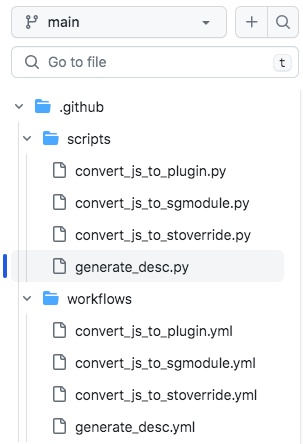 main
Go to file
t
.github
scripts
convert_js_to_plugin.py
convert_js_to_sgmodule.py
convert_js_to_stoverride.py
generate_desc.py
workflows
convert_js_to_plugin.yml
convert_js_to_sgmodule.yml
convert_js_to_stoverride.yml
generate_desc.yml